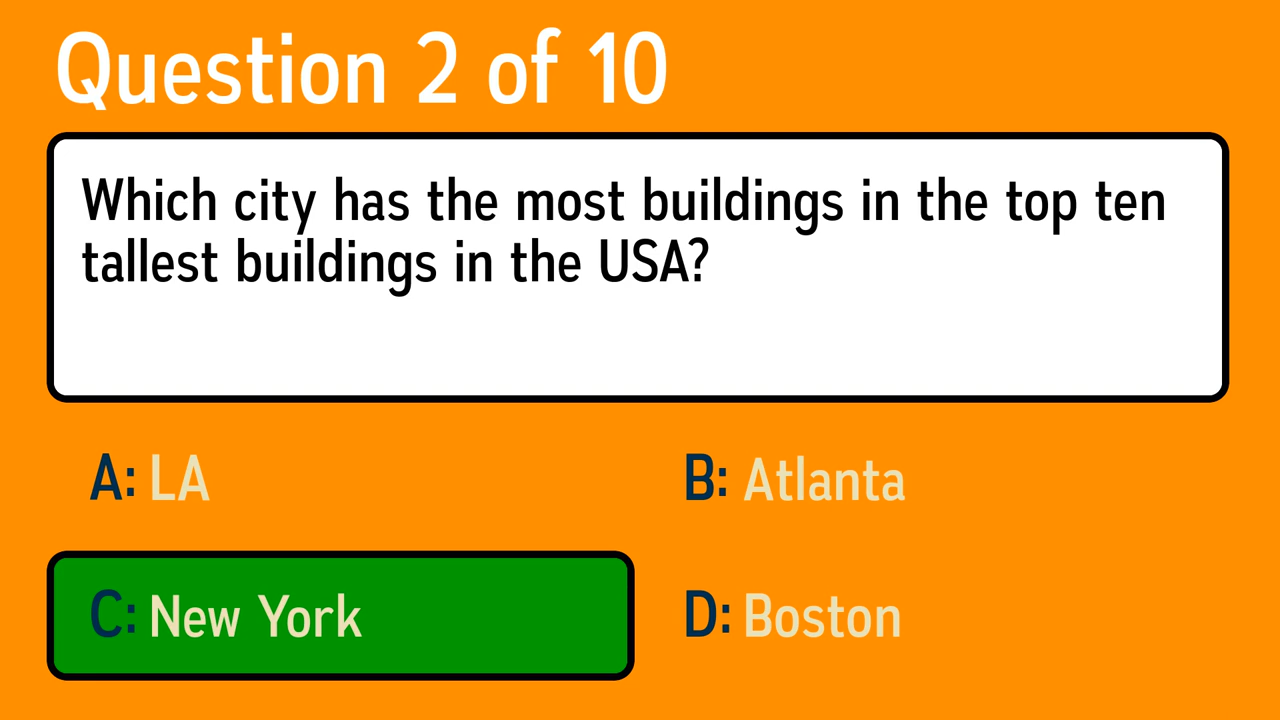 Question 2 of 10
Which city has the most buildings in the top ten
tallest buildings in the USA?
A: LA
B: Atlanta
C: New York
D: Boston